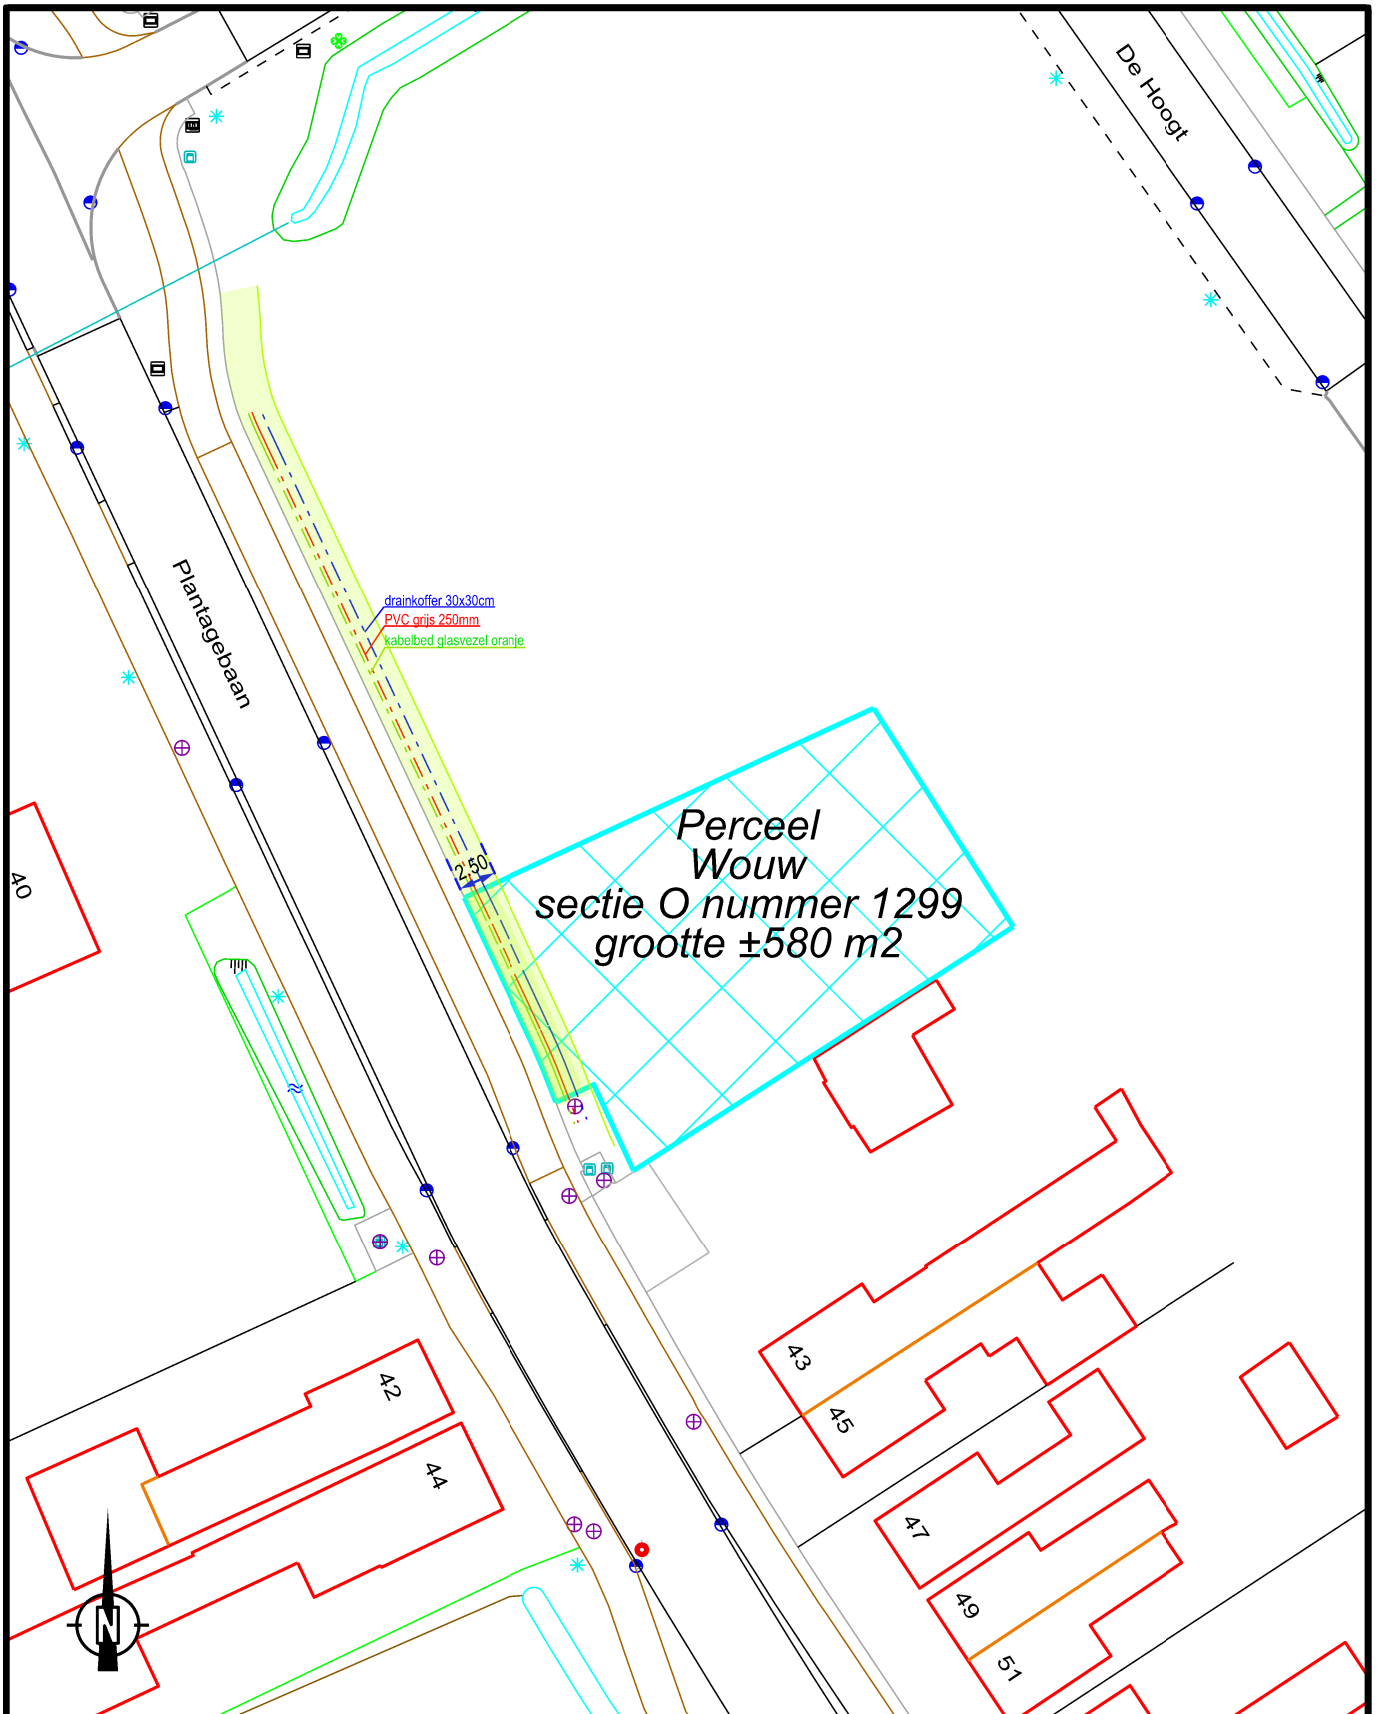 De Hoogt
Plantagebaan
drainkoffer 30x30cm
PVC grijs 250mm
kabelbed glasvezel oranje
2.50
Perceel
Wouw
sectie O nummer 1299
grootte ±580 m2
40
42
44
43
45
47
49
51
N